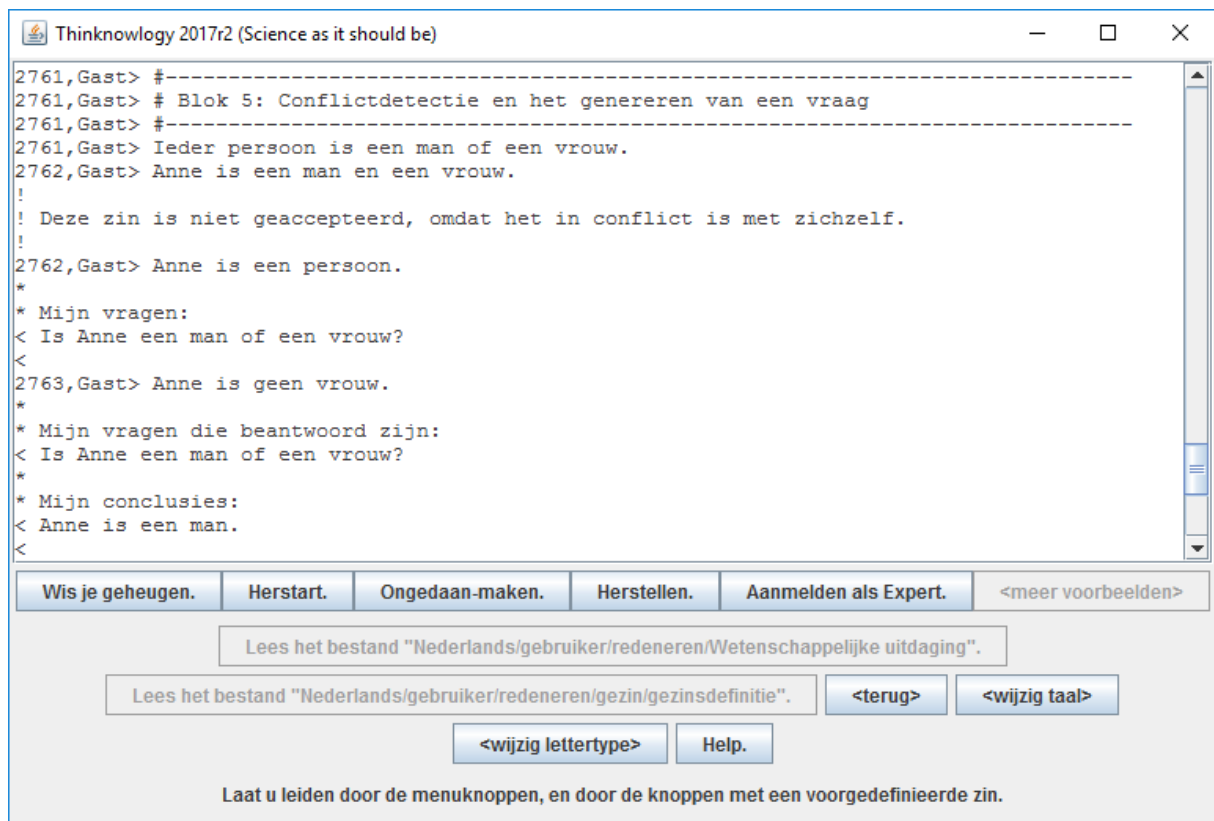 Thinknowlogy 2017r2 (Science as it should be)
2761,Gast> #-----------------------------------------------------------------------------
2761,Gast> # Blok 5: Conflictdetectie en het genereren van een vraag
2761,Gast> #-----------------------------------------------------------------------------
2761,Gast> Ieder persoon is een man of een vrouw.
2762,Gast> Anne is een man en een vrouw.
!
! Deze zin is niet geaccepteerd, omdat het in conflict is met zichzelf.
!
2762,Gast> Anne is een persoon.
*
* Mijn vragen:
< Is Anne een man of een vrouw?
<
2763,Gast> Anne is geen vrouw.
*
* Mijn vragen die beantwoord zijn:
< Is Anne een man of een vrouw?
*
* Mijn conclusies:
< Anne is een man.
<
Wis je geheugen. Herstart. Ongedaan-maken. Herstellen. Aanmelden als Expert. <meer voorbeelden>
Lees het bestand "Nederlands/gebruiker/redeneren/Wetenschappelijke uitdaging".
Lees het bestand "Nederlands/gebruiker/redeneren/gezin/gezinsdefinitie". <terug> <wijzig taal>
<wijzig lettertype> Help.
Laat u leiden door de menuknoppen, en door de knoppen met een voorgedefinieerde zin.